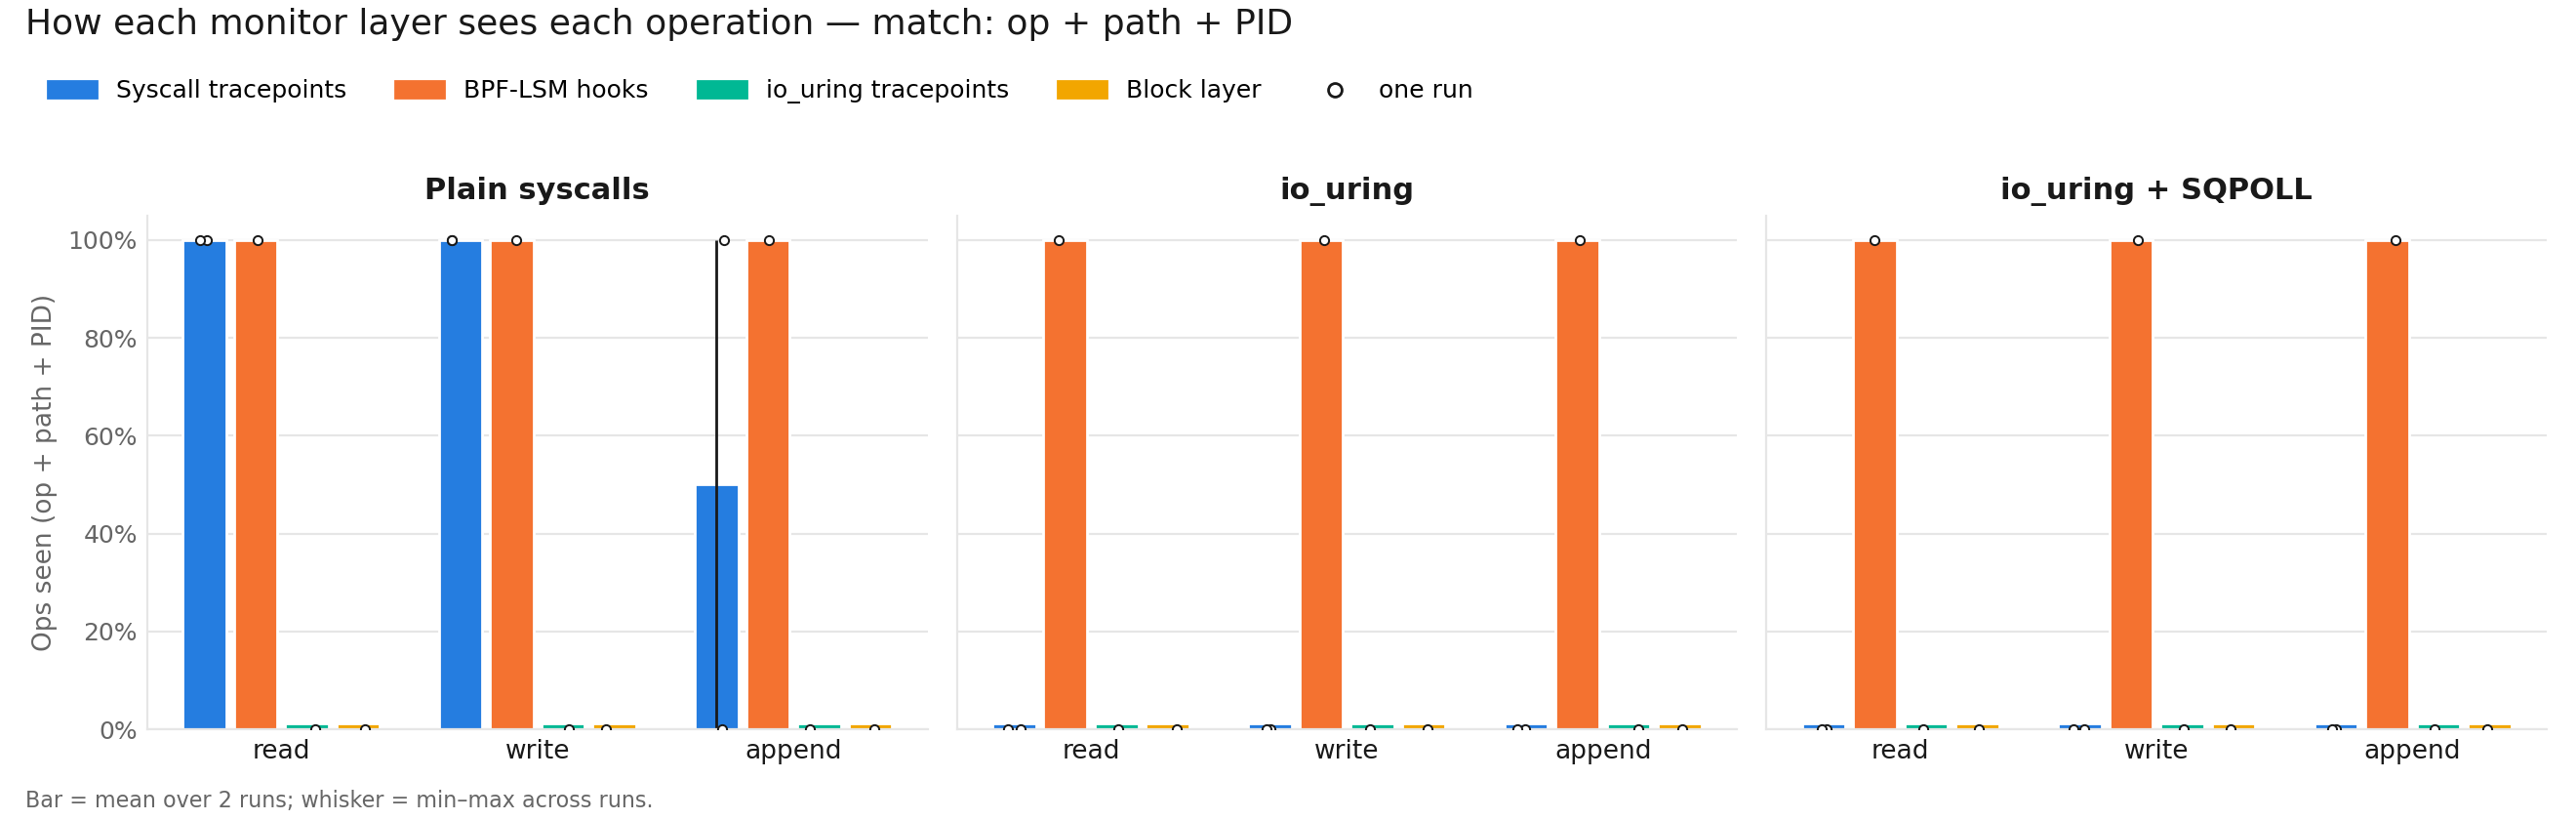 How each monitor layer sees each operation — match: op + path + PID
Syscall tracepoints BPF-LSM hooks io_uring tracepoints Block layer one run
Plain syscalls io_uring io_uring + SQPOLL
Ops seen (op + path + PID)
100%
80%
60%
40%
20%
0%
read write append read write append read write append
Bar = mean over 2 runs; whisker = min–max across runs.